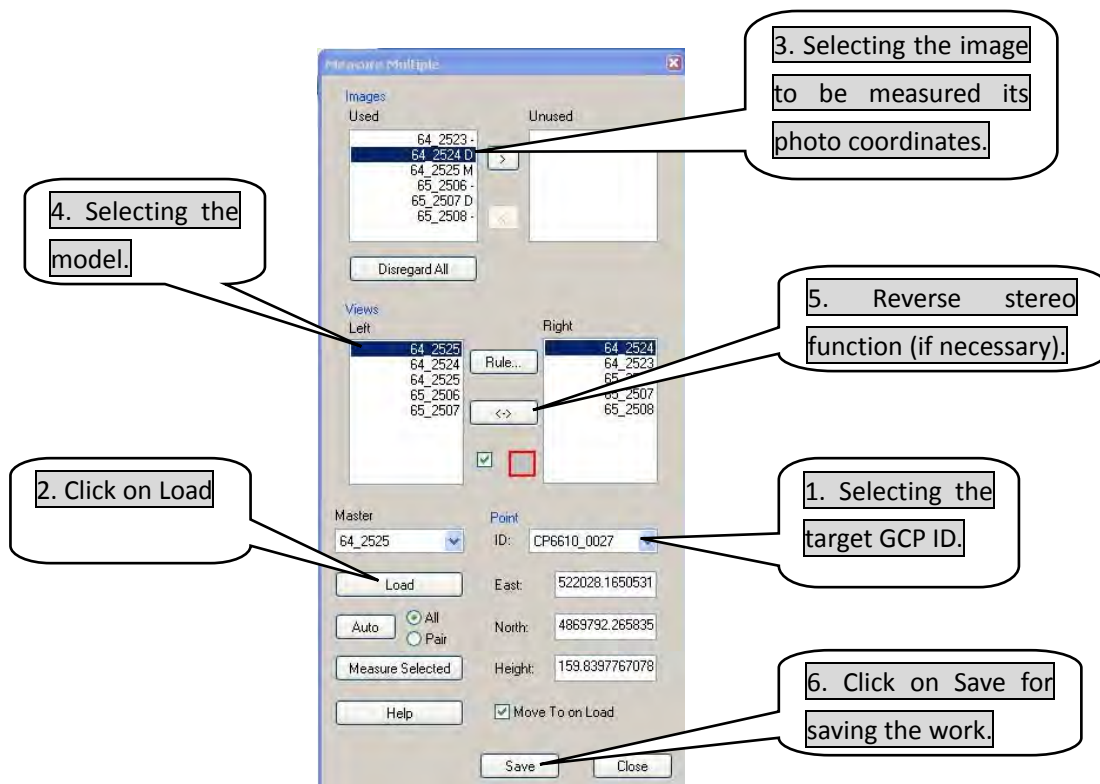 3. Selecting the image
to be measured its
photo coordinates.
Measure Multiple
Images
Used
Unused
64_2523 -
64_2524 D
64_2525 M
65_2506 -
65_2507 D
65_2508 -
>
<
Disregard All
4. Selecting the
model.
Views
Left
Right
64_2525
64_2524
64_2525
65_2506
65_2507
Rule...
<->
64_2524
64_2523
65_2507
65_2508
5. Reverse stereo
function (if necessary).
2. Click on Load
1. Selecting the
target GCP ID.
Master
64_2525
Point
ID:
CP6610_0027
Load
East:
522028.1650531
Auto
All
Pair
North:
4869792.265835
Measure Selected
Height:
159.8397767078
Help
Move To on Load
6. Click on Save for
saving the work.
Save
Close